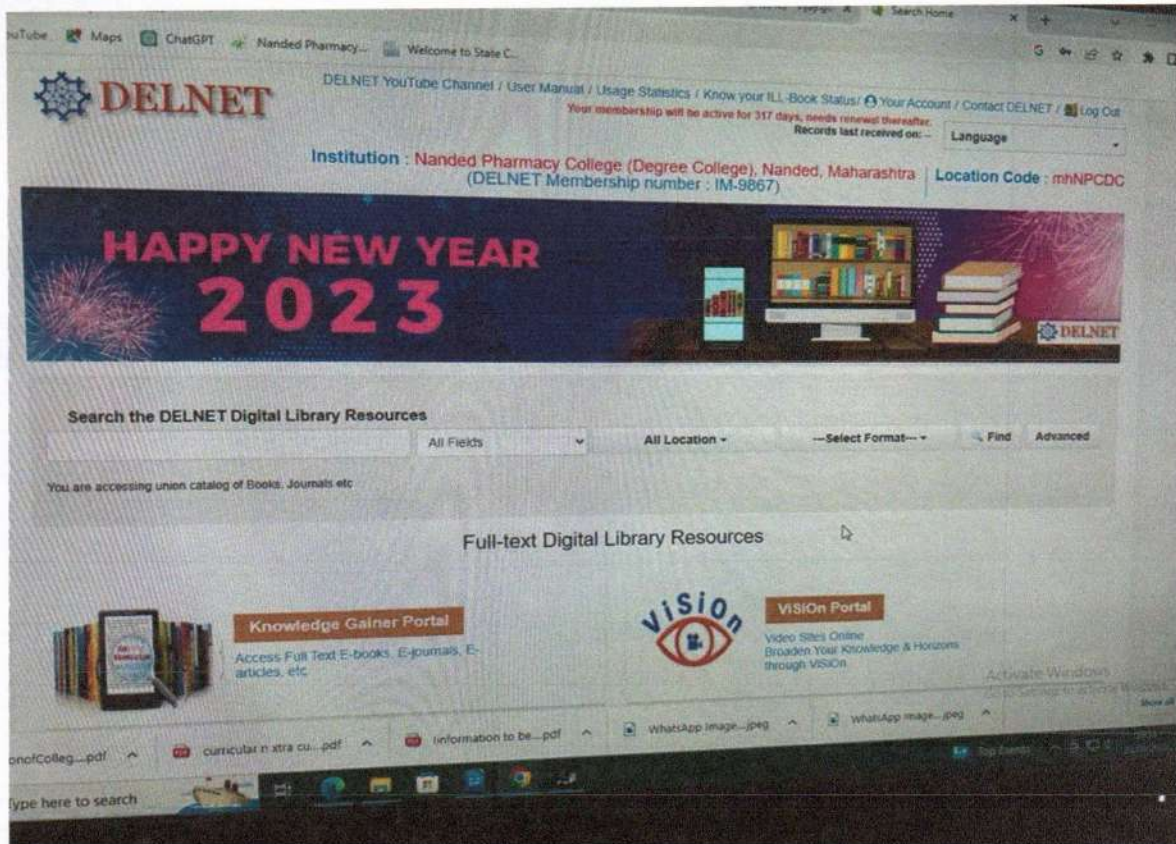 Search Home
Maps ChatGPT Nanded Pharmacy... Welcome to State C...
DELNET
DELNET YouTube Channel / User Manual / Usage Statistics / Know your ILL-Book Status/ Your Account / Contact DELNET / Log Out
Your membership will be active for 317 days, needs renewal thereafter.
Records last received on: --
Language
Institution : Nanded Pharmacy College (Degree College), Nanded, Maharashtra
(DELNET Membership number : IM-9867)
Location Code : mhNPCDC
HAPPY NEW YEAR
2023
DELNET
Search the DELNET Digital Library Resources
All Fields All Location ---Select Format--- Find Advanced
You are accessing union catalog of Books, Journals etc
Full-text Digital Library Resources
Knowledge Gainer Portal
Access Full Text E-books, E-journals, E-
articles, etc
ViSiOn
ViSiOn Portal
Video Sites Online
Broaden Your Knowledge & Horizons
through ViSiOn
Activate Windows
Show all
onofColleg....pdf curricular n xtra cu....pdf (information to be....pdf WhatsApp Image...jpeg WhatsApp Image...jpeg
Type here to search